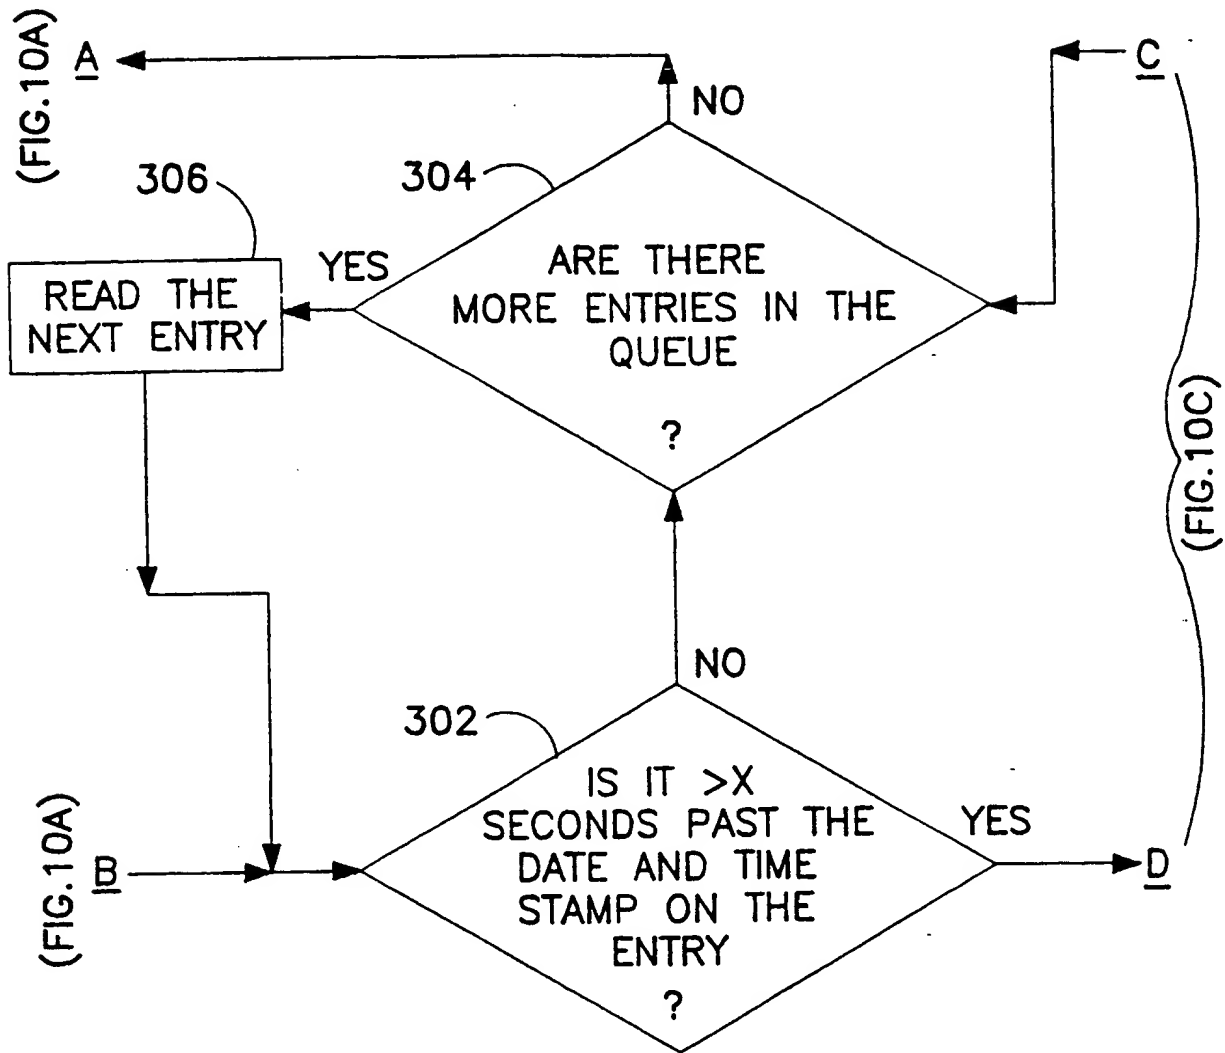 (FIG.10A)
A
C
NO
304
306
YES
ARE THERE
MORE ENTRIES IN THE
QUEUE
?
READ THE
NEXT ENTRY
(FIG.10C)
NO
302
IS IT >X
SECONDS PAST THE
DATE AND TIME
STAMP ON THE
ENTRY
?
YES
(FIG.10A)
B
D